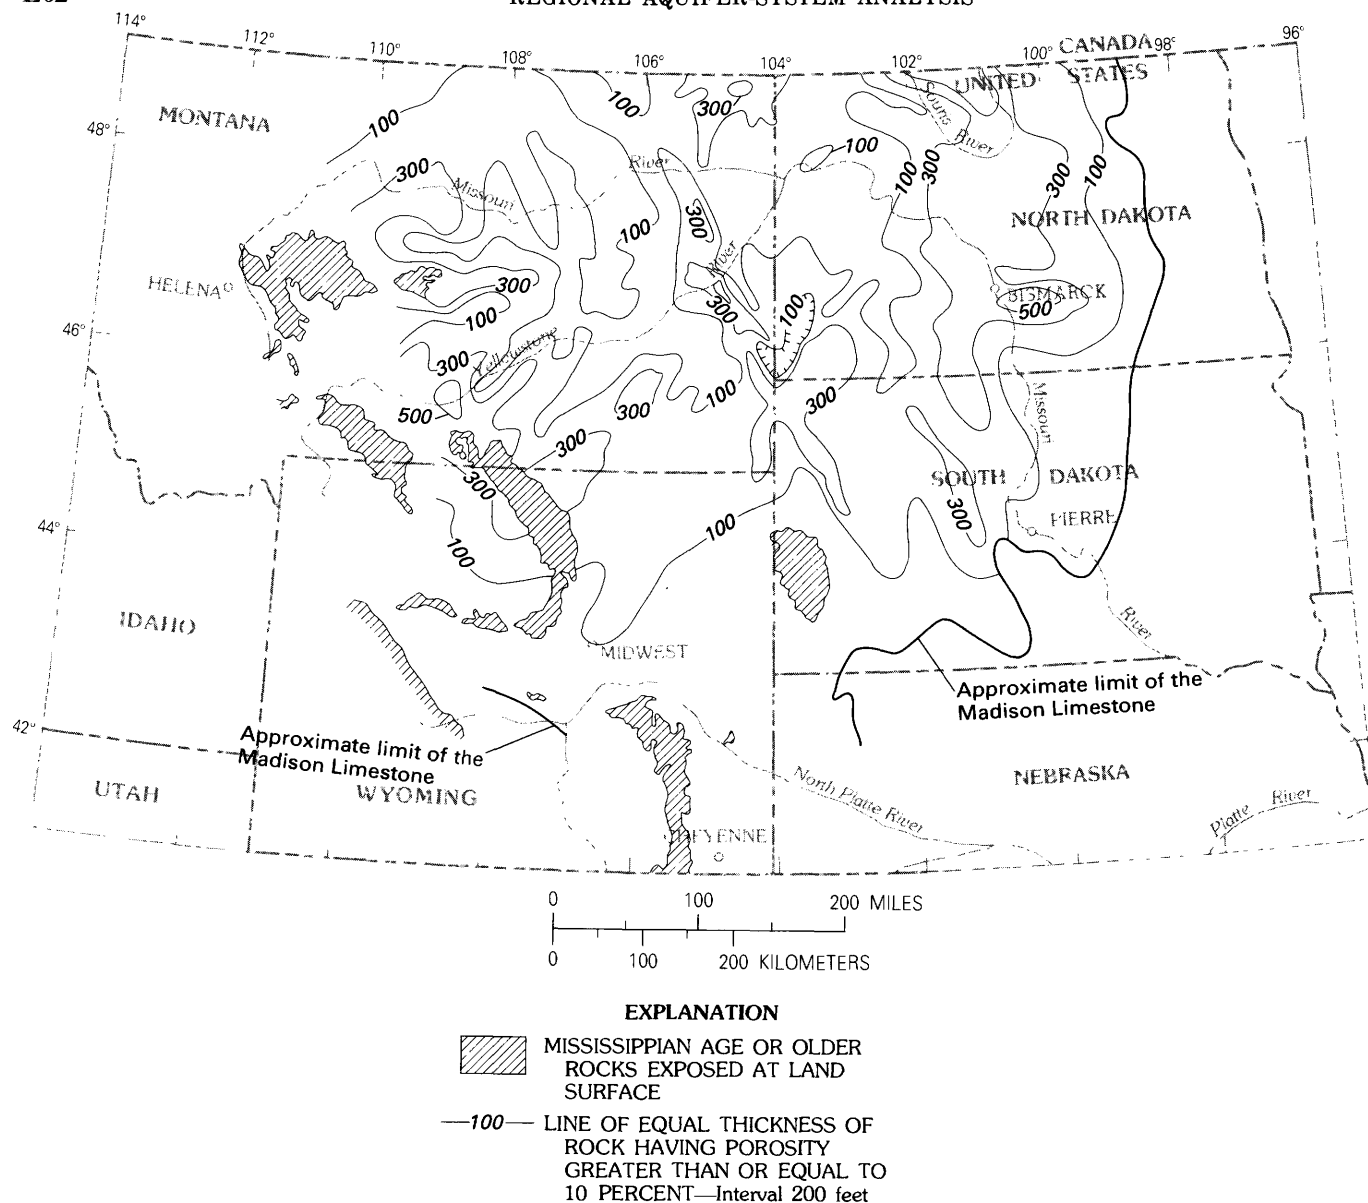 REGIONAL AQUIFER-SYSTEM ANALYSIS
114°
112°
110°
108°
106°
104°
102°
100°
98°
96°
CANADA
UNITED STATES
MONTANA
48°
100
300
100
300
Souris River
100
100
300
300
100
300
Missouri
River
NORTH DAKOTA
100
300
River
HELENA
300
100
300
100
BISMARCK
500
46°
300
Yellowstone
500
300
300
100
300
Missouri
SOUTH DAKOTA
300
300
PIERRE
44°
100
100
IDAHO
River
MIDWEST
Approximate limit of the
Madison Limestone
42°
Approximate limit of the
Madison Limestone
UTAH
WYOMING
NEBRASKA
North Platte River
Platte River
CHEYENNE
0 100 200 MILES
0 100 200 KILOMETERS
EXPLANATION
MISSISSIPPIAN AGE OR OLDER
ROCKS EXPOSED AT LAND
SURFACE
—100— LINE OF EQUAL THICKNESS OF
ROCK HAVING POROSITY
GREATER THAN OR EQUAL TO
10 PERCENT—Interval 200 feet